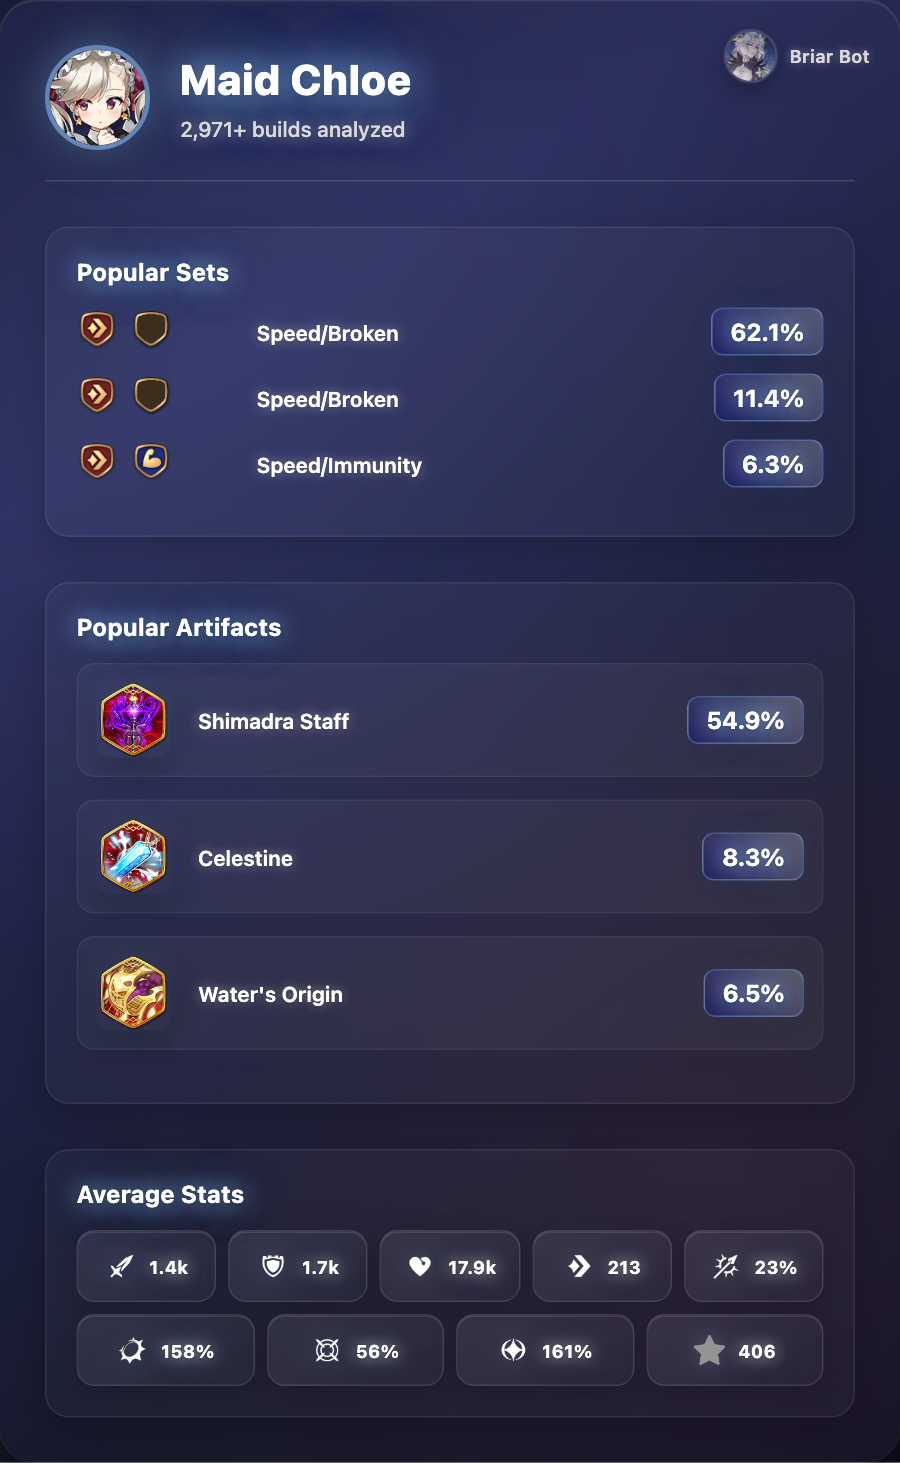 Maid Chloe
2,971+ builds analyzed
Briar Bot
Popular Sets
Speed/Broken 62.1%
Speed/Broken 11.4%
Speed/Immunity 6.3%
Popular Artifacts
Shimadra Staff 54.9%
Celestine 8.3%
Water's Origin 6.5%
Average Stats
1.4k 1.7k 17.9k 213 23%
158% 56% 161% 406